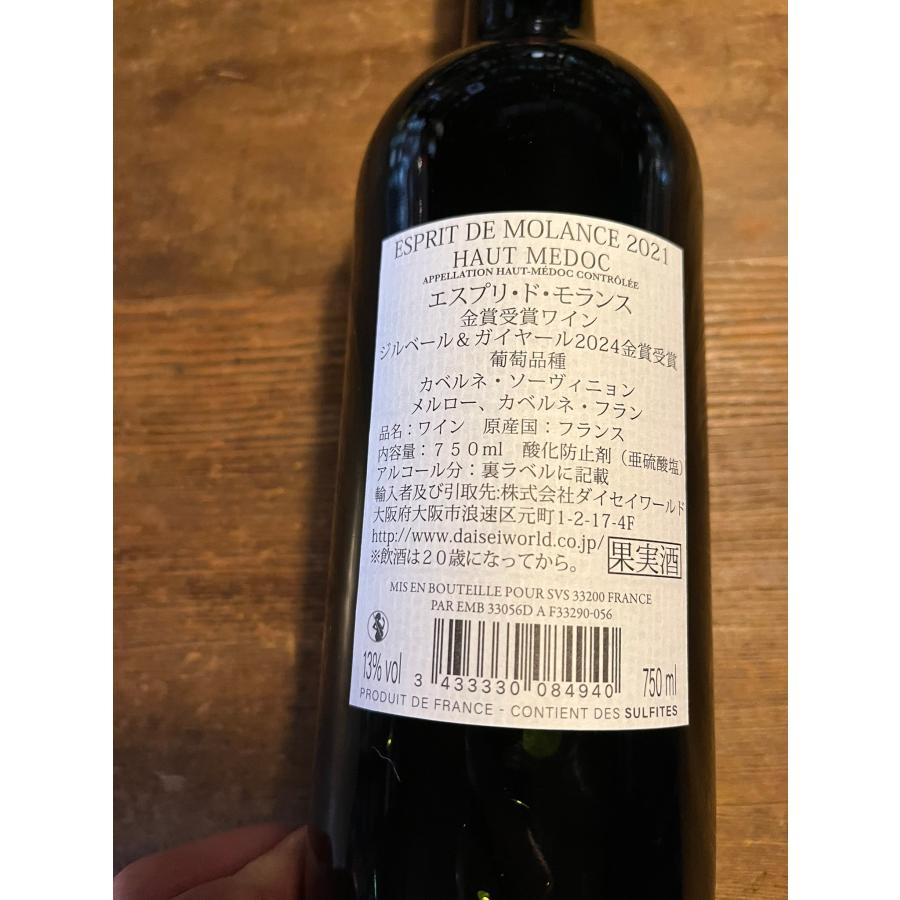 ESPRIT DE MOLANCE 2021
HAUT MEDOC
APPELLATION HAUT-MÉDOC CONTRÔLÉE
エスプリ・ド・モランス
金賞受賞ワイン
ジルベール＆ガイヤール2024金賞受賞
葡萄品種
カベルネ・ソーヴィニョン
メルロー、カベルネ・フラン
品名：ワイン　原産国：フランス
内容量：７５０ml　酸化防止剤（亜硫酸塩）
アルコール分：裏ラベルに記載
輸入者及び引取先:株式会社ダイセイワールド
大阪府大阪市浪速区元町1-2-17-4F
http://www.daiseiworld.co.jp/
※飲酒は２０歳になってから。
果実酒
MIS EN BOUTEILLE POUR SVS 33200 FRANCE
PAR EMB 33056D A F33290-056
13% vol
3 433330 084940
750 ml
PRODUIT DE FRANCE - CONTIENT DES SULFITES